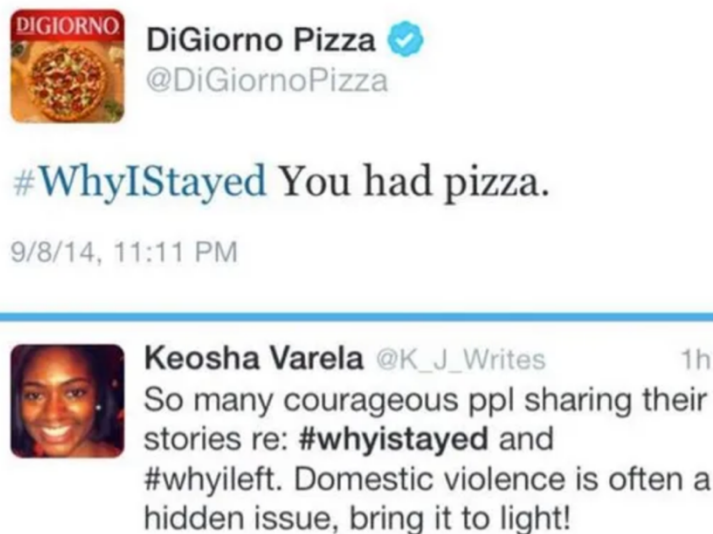 DIGIORNO
DiGiorno Pizza
@DiGiornoPizza
#WhyIStayed You had pizza.
9/8/14, 11:11 PM
Keosha Varela @K_J_Writes 1h
So many courageous ppl sharing their
stories re: #whyistayed and
#whyileft. Domestic violence is often a
hidden issue, bring it to light!